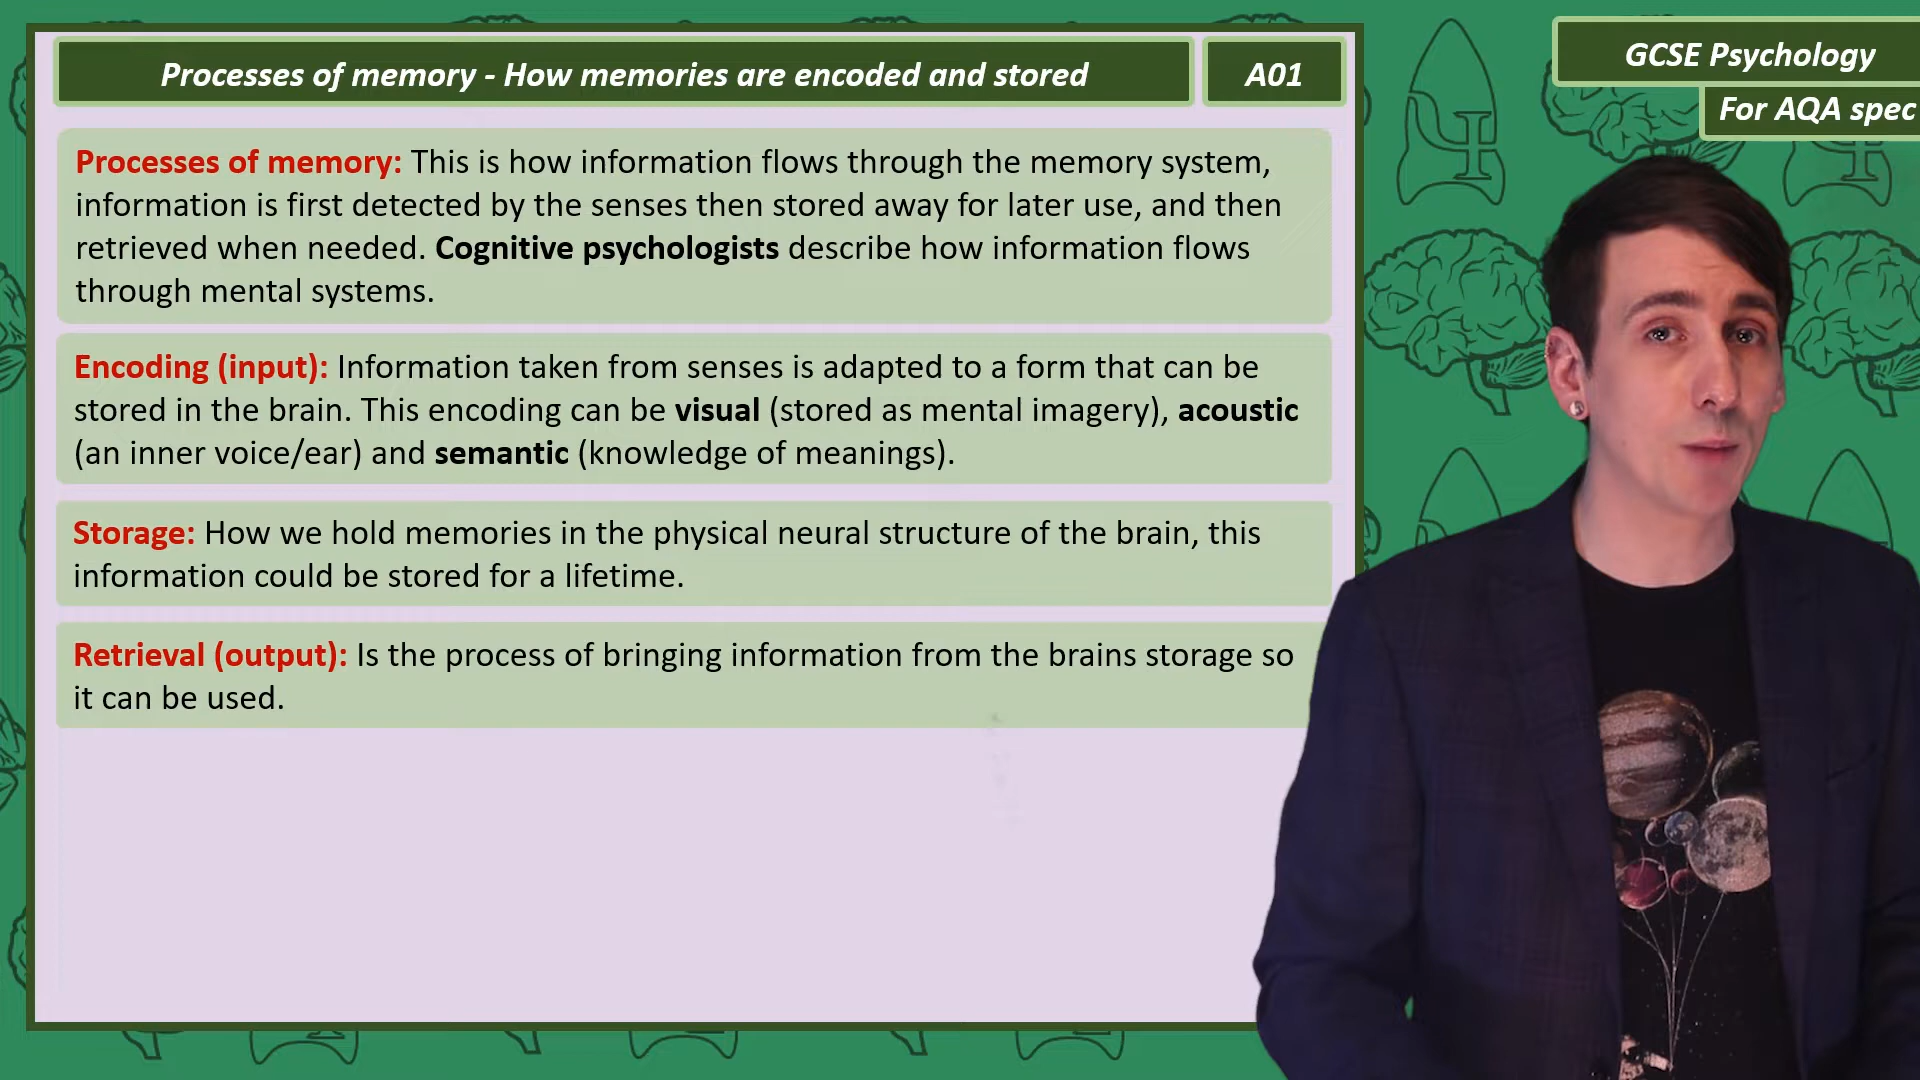 Processes of memory - How memories are encoded and stored
A01
GCSE Psychology
For AQA spec
Processes of memory: This is how information flows through the memory system,
information is first detected by the senses then stored away for later use, and then
retrieved when needed. Cognitive psychologists describe how information flows
through mental systems.
Encoding (input): Information taken from senses is adapted to a form that can be
stored in the brain. This encoding can be visual (stored as mental imagery), acoustic
(an inner voice/ear) and semantic (knowledge of meanings).
Storage: How we hold memories in the physical neural structure of the brain, this
information could be stored for a lifetime.
Retrieval (output): Is the process of bringing information from the brains storage so
it can be used.